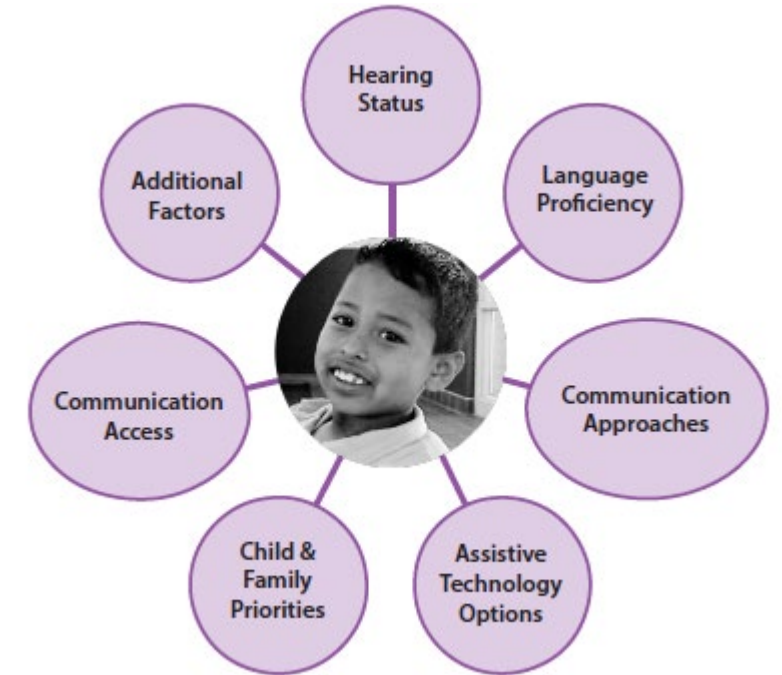 Hearing
Status
Language
Proficiency
Communication
Approaches
Assistive
Technology
Options
Child &
Family
Priorities
Communication
Access
Additional
Factors